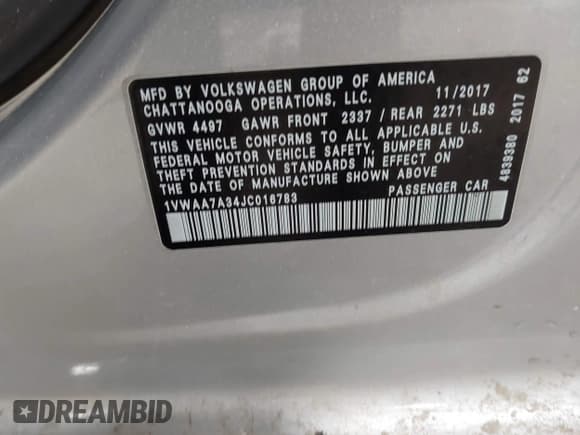 MFD BY VOLKSWAGEN GROUP OF AMERICA
CHATTANOOGA OPERATIONS, LLC. 11/2017
GVWR 4497 GAWR FRONT 2337 / REAR 2271 LBS
THIS VEHICLE CONFORMS TO ALL APPLICABLE U.S.
FEDERAL MOTOR VEHICLE SAFETY, BUMPER AND
THEFT PREVENTION STANDARDS IN EFFECT ON
THE DATE OF MANUFACTURE SHOWN ABOVE
1VWAA7A34JC016783 PASSENGER CAR
4839380 2017 62
DREAMBID